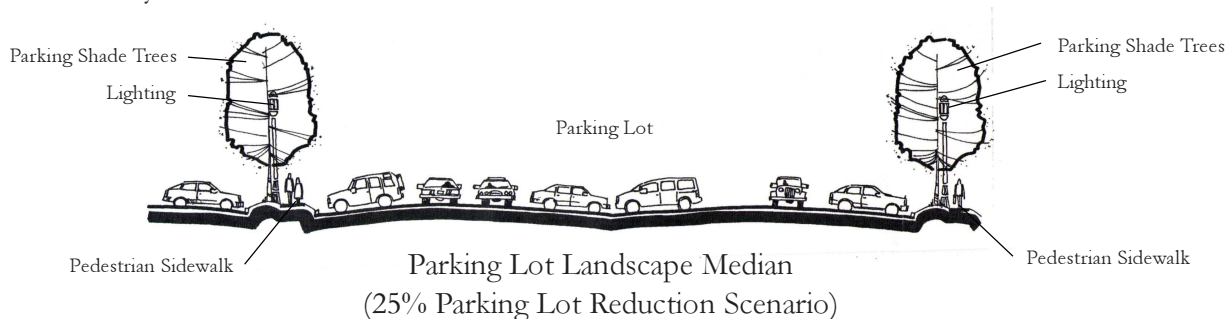 Parking Shade Trees
Lighting
Parking Lot
Parking Shade Trees
Lighting
Pedestrian Sidewalk
Pedestrian Sidewalk
Parking Lot Landscape Median
(25% Parking Lot Reduction Scenario)